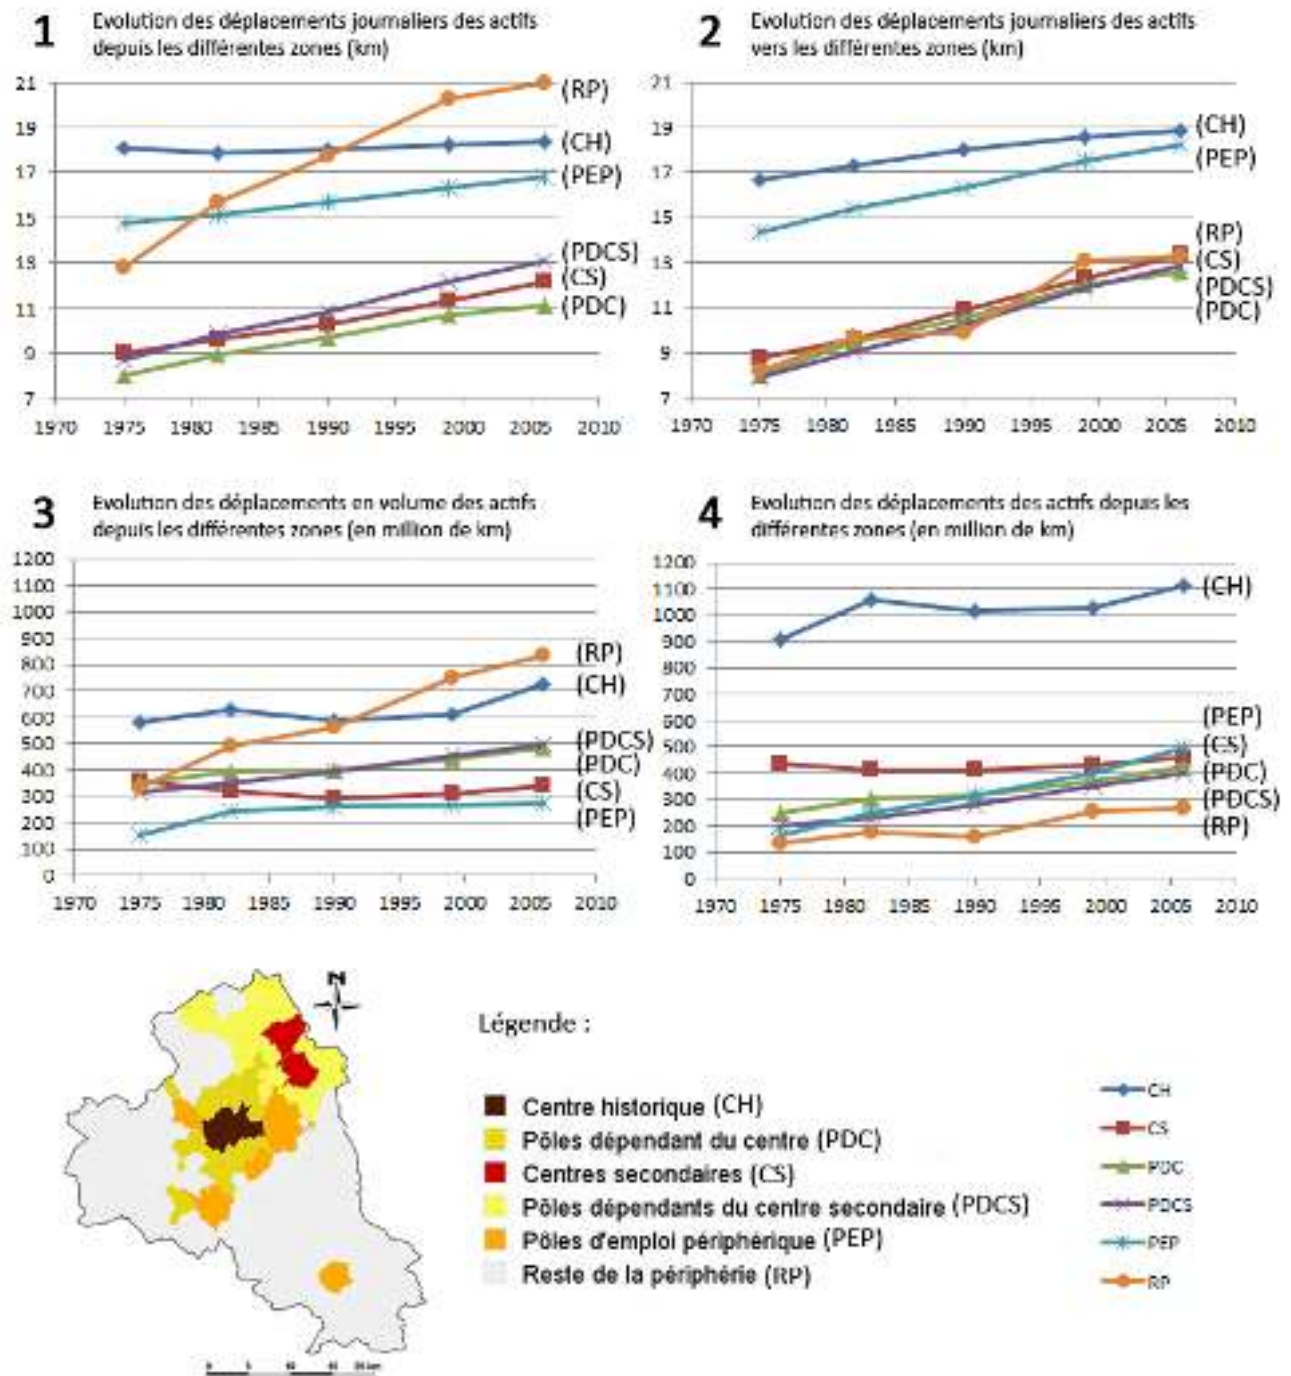 1 Evolution des déplacements journaliers des actifs
depuis les différentes zones (km)
21
19
17
15
13
11
9
7
1970 1975 1980 1985 1990 1995 2000 2005 2010
(RP)
(CH)
(PEP)
(PDCS)
(CS)
(PDC)
2 Evolution des déplacements journaliers des actifs
vers les différentes zones (km)
21
19
17
15
13
11
9
7
1970 1975 1980 1985 1990 1995 2000 2005 2010
(CH)
(PEP)
(RP)
(CS)
(PDCS)
(PDC)
3 Evolution des déplacements en volume des actifs
depuis les différentes zones (en million de km)
1200
1100
1000
900
800
700
600
500
400
300
200
100
0
1970 1975 1980 1985 1990 1995 2000 2005 2010
(RP)
(CH)
(PDCS)
(PDC)
(CS)
(PEP)
4 Evolution des déplacements des actifs depuis les
différentes zones (en million de km)
1200
1100
1000
900
800
700
600
500
400
300
200
100
0
1970 1975 1980 1985 1990 1995 2000 2005 2010
(CH)
(PEP)
(CS)
(PDC)
(PDCS)
(RP)
N
Légende :
Centre historique (CH)
Pôles dépendant du centre (PDC)
Centres secondaires (CS)
Pôles dépendants du centre secondaire (PDCS)
Pôles d'emploi périphérique (PEP)
Reste de la périphérie (RP)
CH
CS
PDC
PDCS
PEP
RP
0 5 km